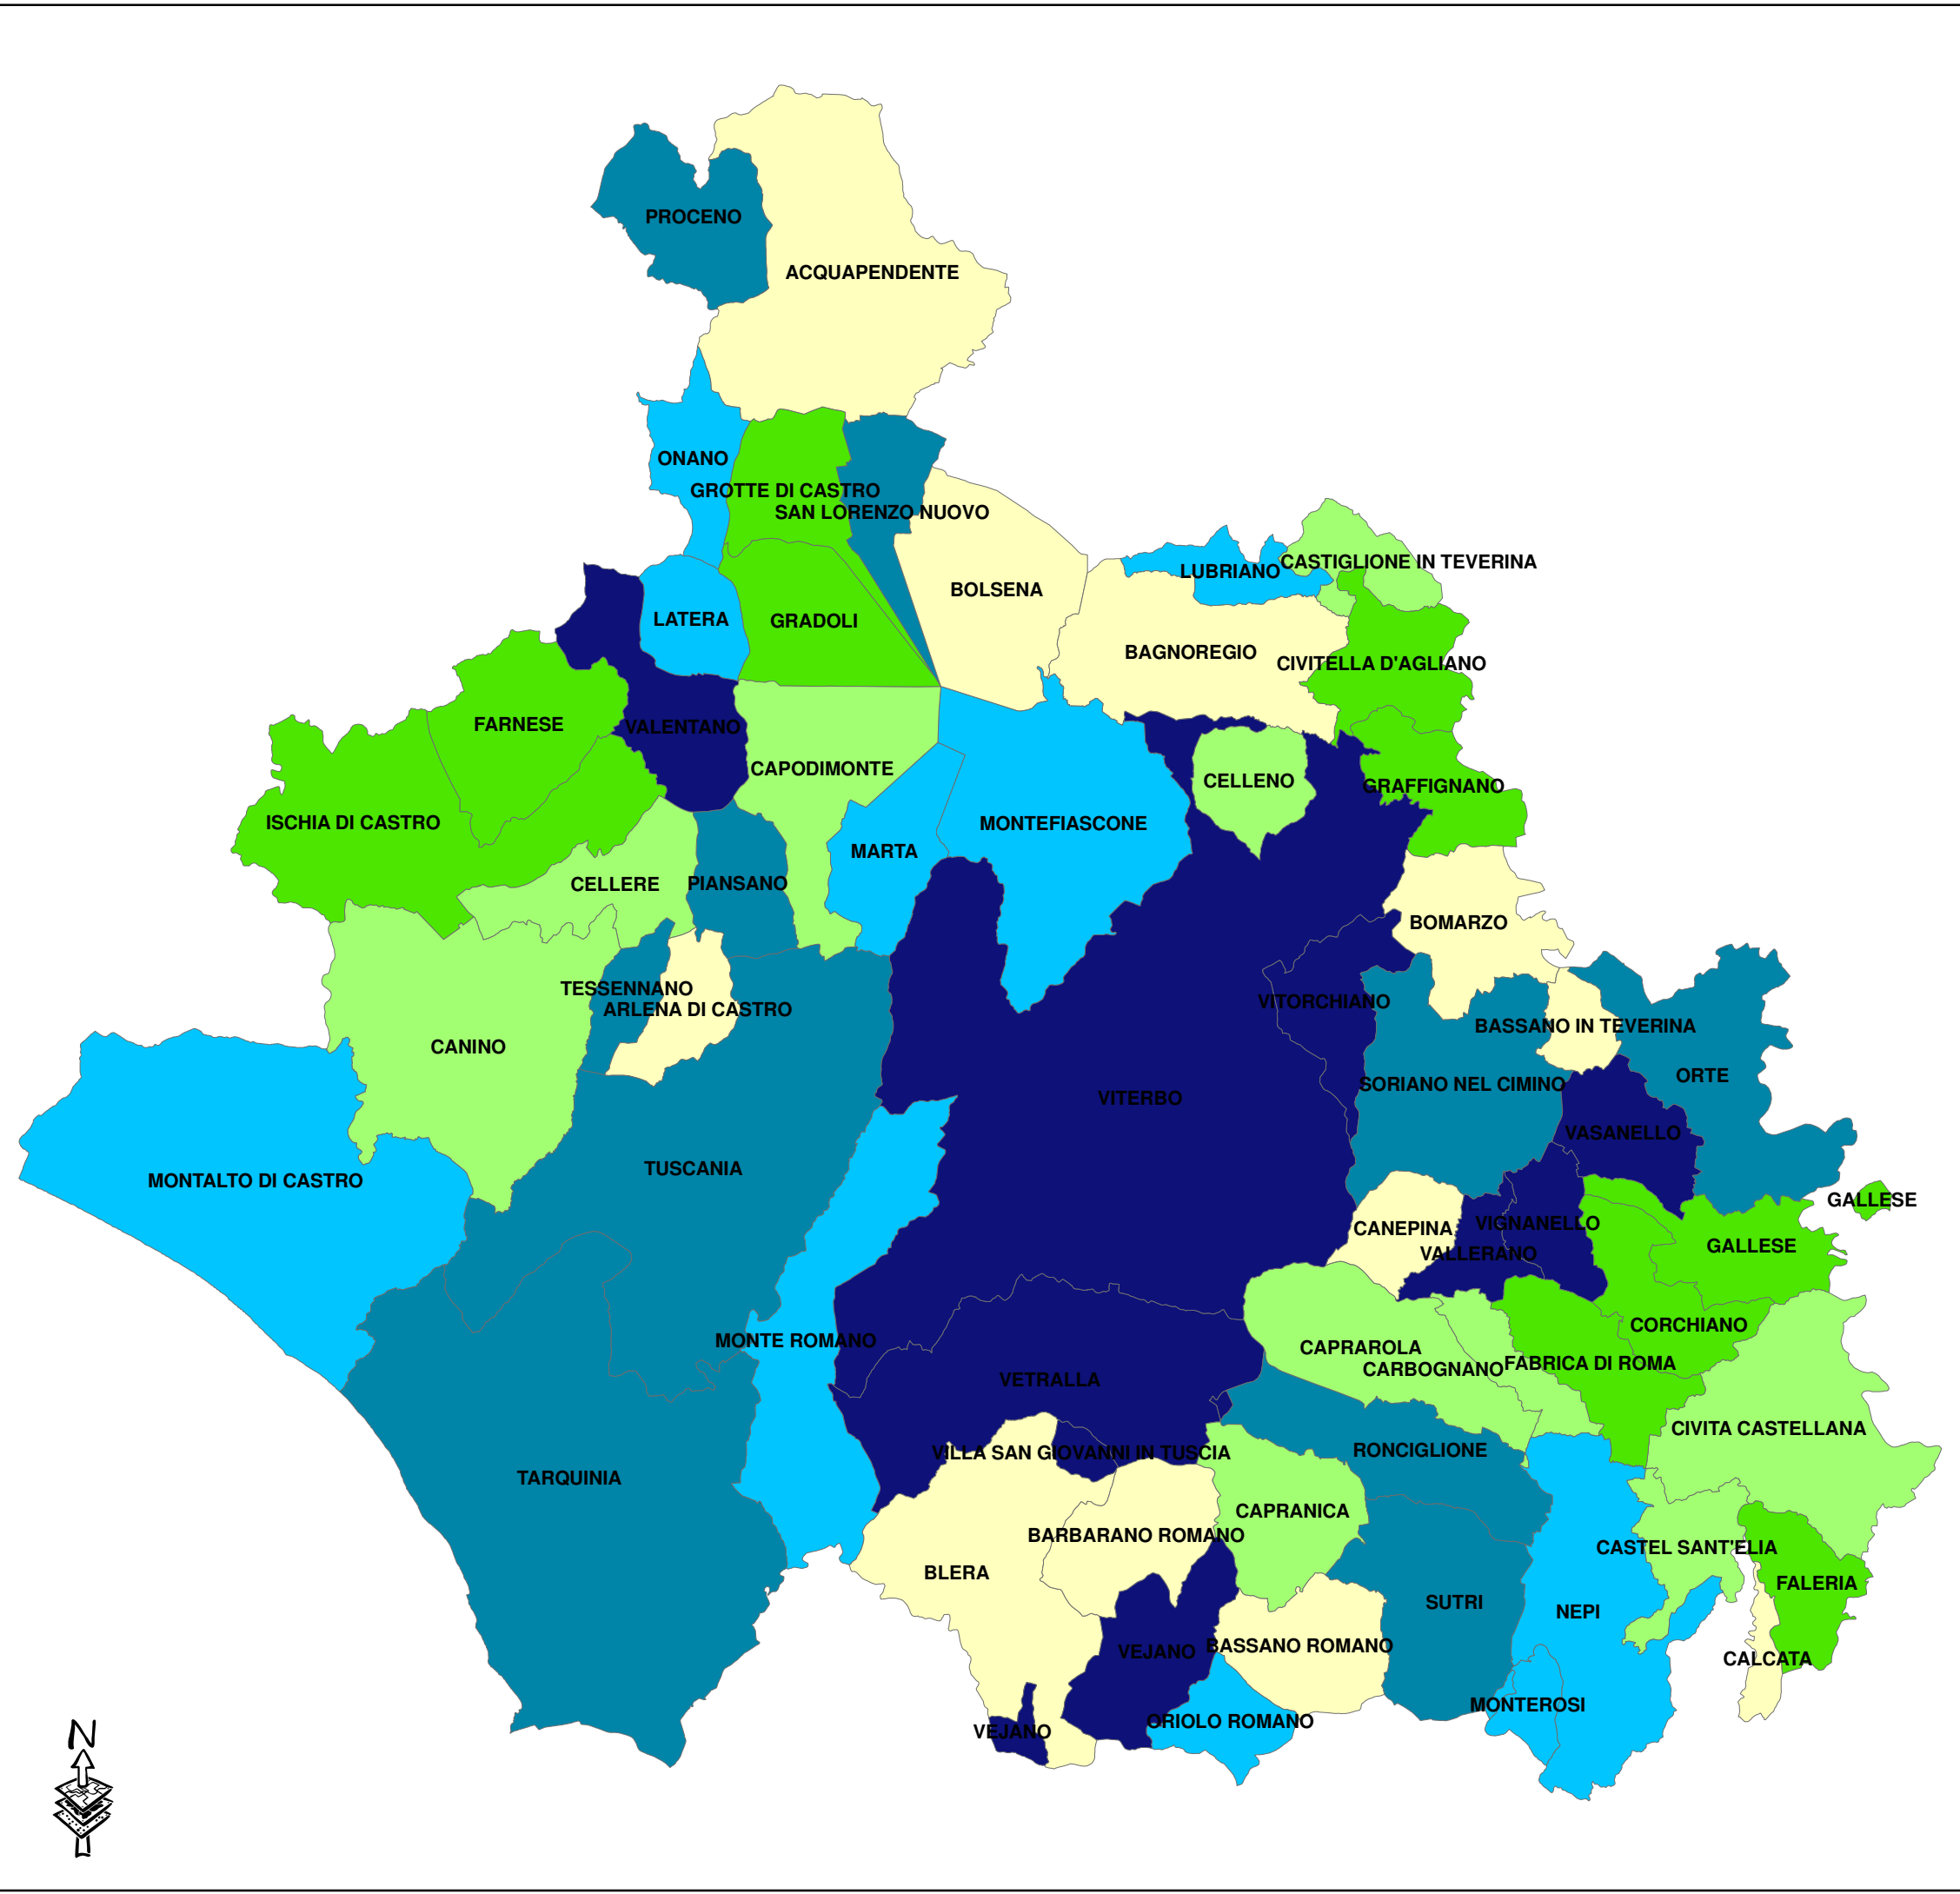 PROCENO
ACQUAPENDENTE
ONANO
GROTTE DI CASTRO
SAN LORENZO NUOVO
CASTIGLIONE IN TEVERINA
LUBRIANO
BOLSENA
LATERA
GRADOLI
BAGNOREGIO
CIVITELLA D'AGLIANO
FARNESE
VALENTANO
CAPODIMONTE
CELLENO
GRAFFIGNANO
ISCHIA DI CASTRO
MONTEFIASCONE
MARTA
CELLERE
PIANSANO
BOMARZO
TESSENNANO
VITORCHIANO
ARLENA DI CASTRO
BASSANO IN TEVERINA
CANINO
ORTE
SORIANO NEL CIMINO
VITERBO
VASANELLO
TUSCANIA
MONTALTO DI CASTRO
GALLESE
VIGNANELLO
CANEPINA
GALLESE
VALLERANO
CORCHIANO
MONTE ROMANO
CAPRAROLA
FABRICA DI ROMA
CARBOGNANO
VETRALLA
CIVITA CASTELLANA
RONCIGLIONE
VILLA SAN GIOVANNI IN TUSCIA
TARQUINIA
CAPRANICA
BARBARANO ROMANO
CASTEL SANT'ELIA
BLERA
FALERIA
SUTRI
NEPI
BASSANO ROMANO
VEJANO
CALCATA
MONTEROSI
ORIOLO ROMANO
VEJANO
N